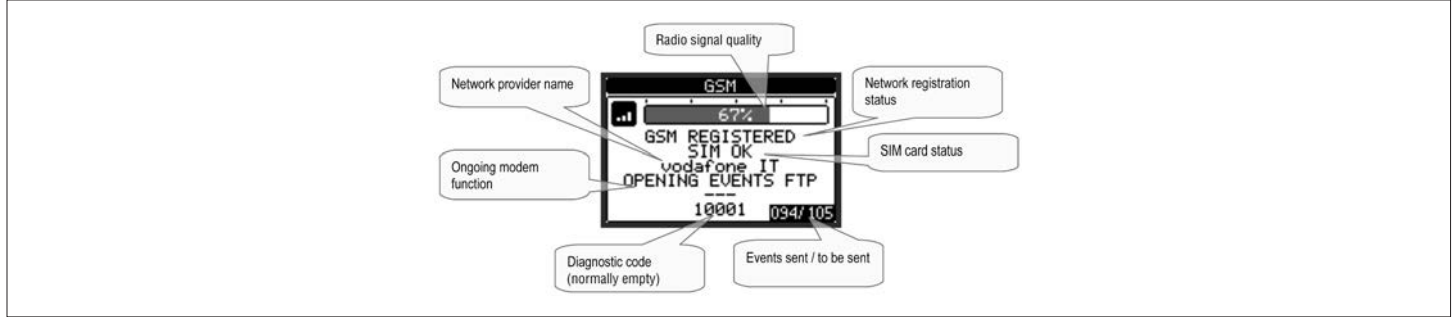 Radio signal quality
Network provider name
GSM
Network registration
status
67%
GSM REGISTERED
SIM OK
SIM card status
vodafone IT
Ongoing modem
function
OPENING EVENTS FTP
---
10001
094/105
Diagnostic code
(normally empty)
Events sent / to be sent